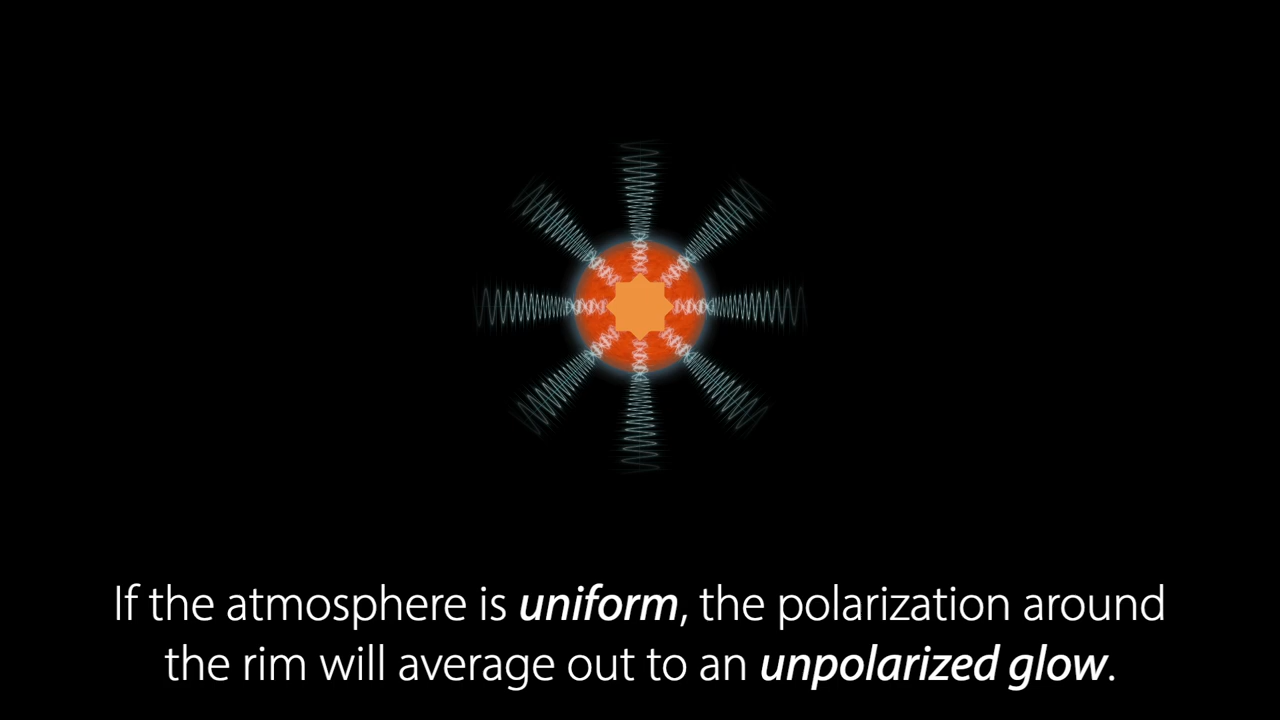 If the atmosphere is uniform, the polarization around
the rim will average out to an unpolarized glow.